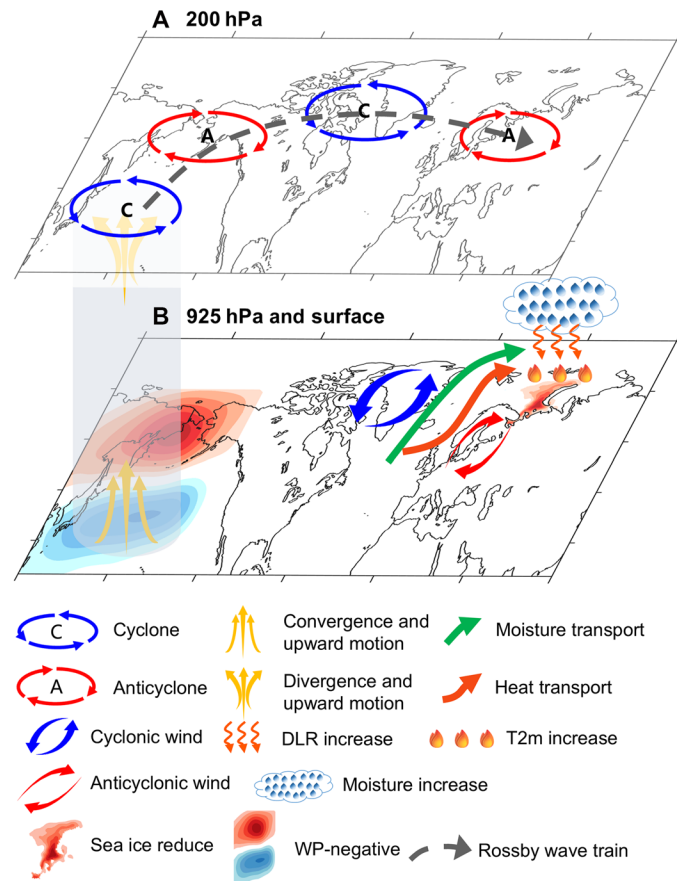 A 200 hPa
C
A
A
C
B 925 hPa and surface
C
Cyclone
Convergence and
upward motion
Moisture transport
A
Anticyclone
Divergence and
upward motion
Heat transport
Cyclonic wind
DLR increase
T2m increase
Anticyclonic wind
Moisture increase
Sea ice reduce
WP-negative
Rossby wave train